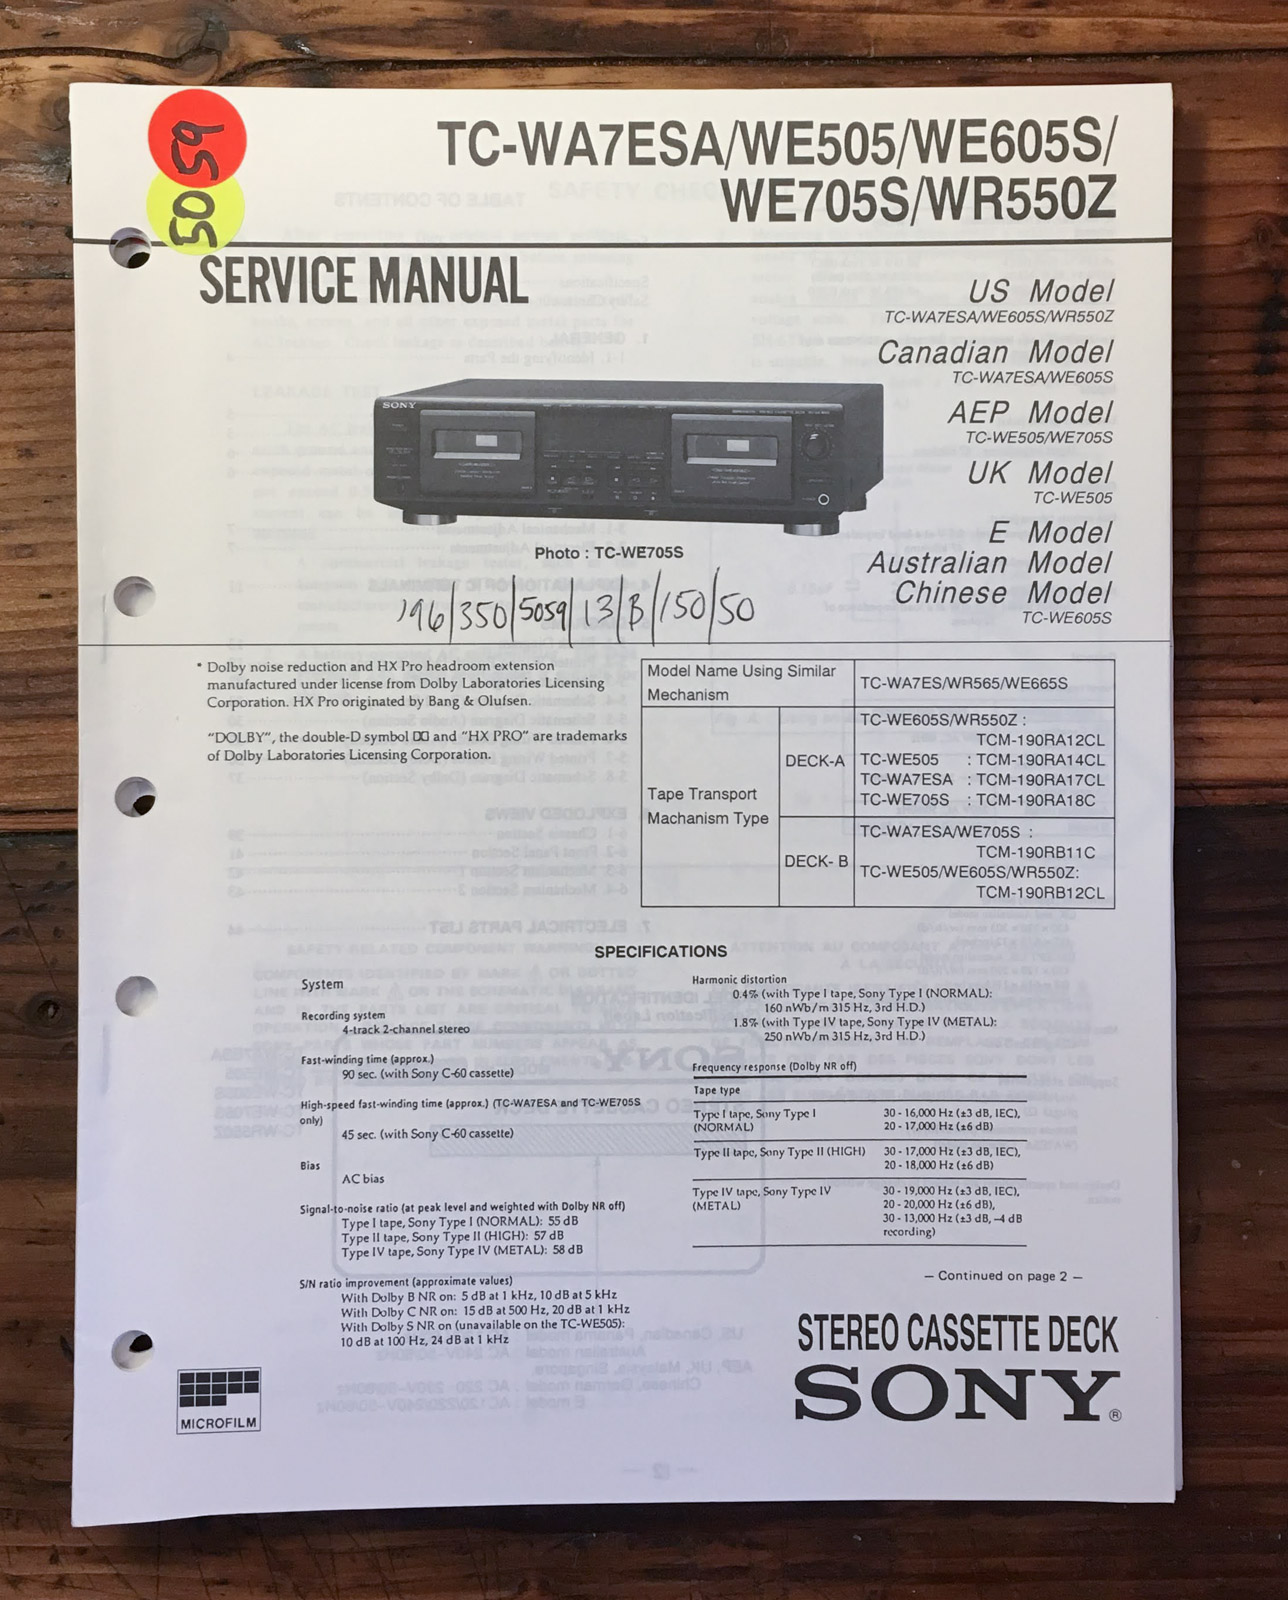 5059
TC-WA7ESA/WE505/WE605S/
WE705S/WR550Z
SERVICE MANUAL
US Model
TC-WA7ESA/WE605S/WR550Z
Canadian Model
TC-WA7ESA/WE605S
AEP Model
TC-WE505/WE705S
UK Model
TC-WE505
E Model
Australian Model
Chinese Model
TC-WE605S
SONY
Photo : TC-WE705S
'96/350/5059/13/B/150/50
* Dolby noise reduction and HX Pro headroom extension
manufactured under license from Dolby Laboratories Licensing
Corporation. HX Pro originated by Bang & Olufsen.
"DOLBY", the double-D symbol and "HX PRO" are trademarks
of Dolby Laboratories Licensing Corporation.
Model Name Using Similar
Mechanism
TC-WA7ES/WR565/WE665S
Tape Transport
Machanism Type
DECK-A
TC-WE605S/WR550Z :
TCM-190RA12CL
TC-WE505 : TCM-190RA14CL
TC-WA7ESA : TCM-190RA17CL
TC-WE705S : TCM-190RA18C
DECK- B
TC-WA7ESA/WE705S :
TCM-190RB11C
TC-WE505/WE605S/WR550Z:
TCM-190RB12CL
SPECIFICATIONS
System
Recording system
4-track 2-channel stereo
Fast-winding time (approx.)
90 sec. (with Sony C-60 cassette)
High-speed fast-winding time (approx.) (TC-WA7ESA and TC-WE705S
only)
45 sec. (with Sony C-60 cassette)
Bias
AC bias
Signal-to-noise ratio (at peak level and weighted with Dolby NR off)
Type I tape, Sony Type I (NORMAL): 55 dB
Type II tape, Sony Type II (HIGH): 57 dB
Type IV tape, Sony Type IV (METAL): 58 dB
S/N ratio improvement (approximate values)
With Dolby B NR on: 5 dB at 1 kHz, 10 dB at 5 kHz
With Dolby C NR on: 15 dB at 500 Hz, 20 dB at 1 kHz
With Dolby S NR on (unavailable on the TC-WE505):
10 dB at 100 Hz, 24 dB at 1 kHz
Harmonic distortion
0.4% (with Type I tape, Sony Type I (NORMAL):
160 nWb/m 315 Hz, 3rd H.D.)
1.8% (with Type IV tape, Sony Type IV (METAL):
250 nWb/m 315 Hz, 3rd H.D.)
Frequency response (Dolby NR off)
Tape type
Type I tape, Sony Type I
(NORMAL)
30 - 16,000 Hz (±3 dB, IEC),
20 - 17,000 Hz (±6 dB)
Type II tape, Sony Type II (HIGH)
30 - 17,000 Hz (±3 dB, IEC),
20 - 18,000 Hz (±6 dB)
Type IV tape, Sony Type IV
(METAL)
30 - 19,000 Hz (±3 dB, IEC),
20 - 20,000 Hz (±6 dB),
30 - 13,000 Hz (±3 dB, –4 dB
recording)
– Continued on page 2 –
MICROFILM
STEREO CASSETTE DECK
SONY®